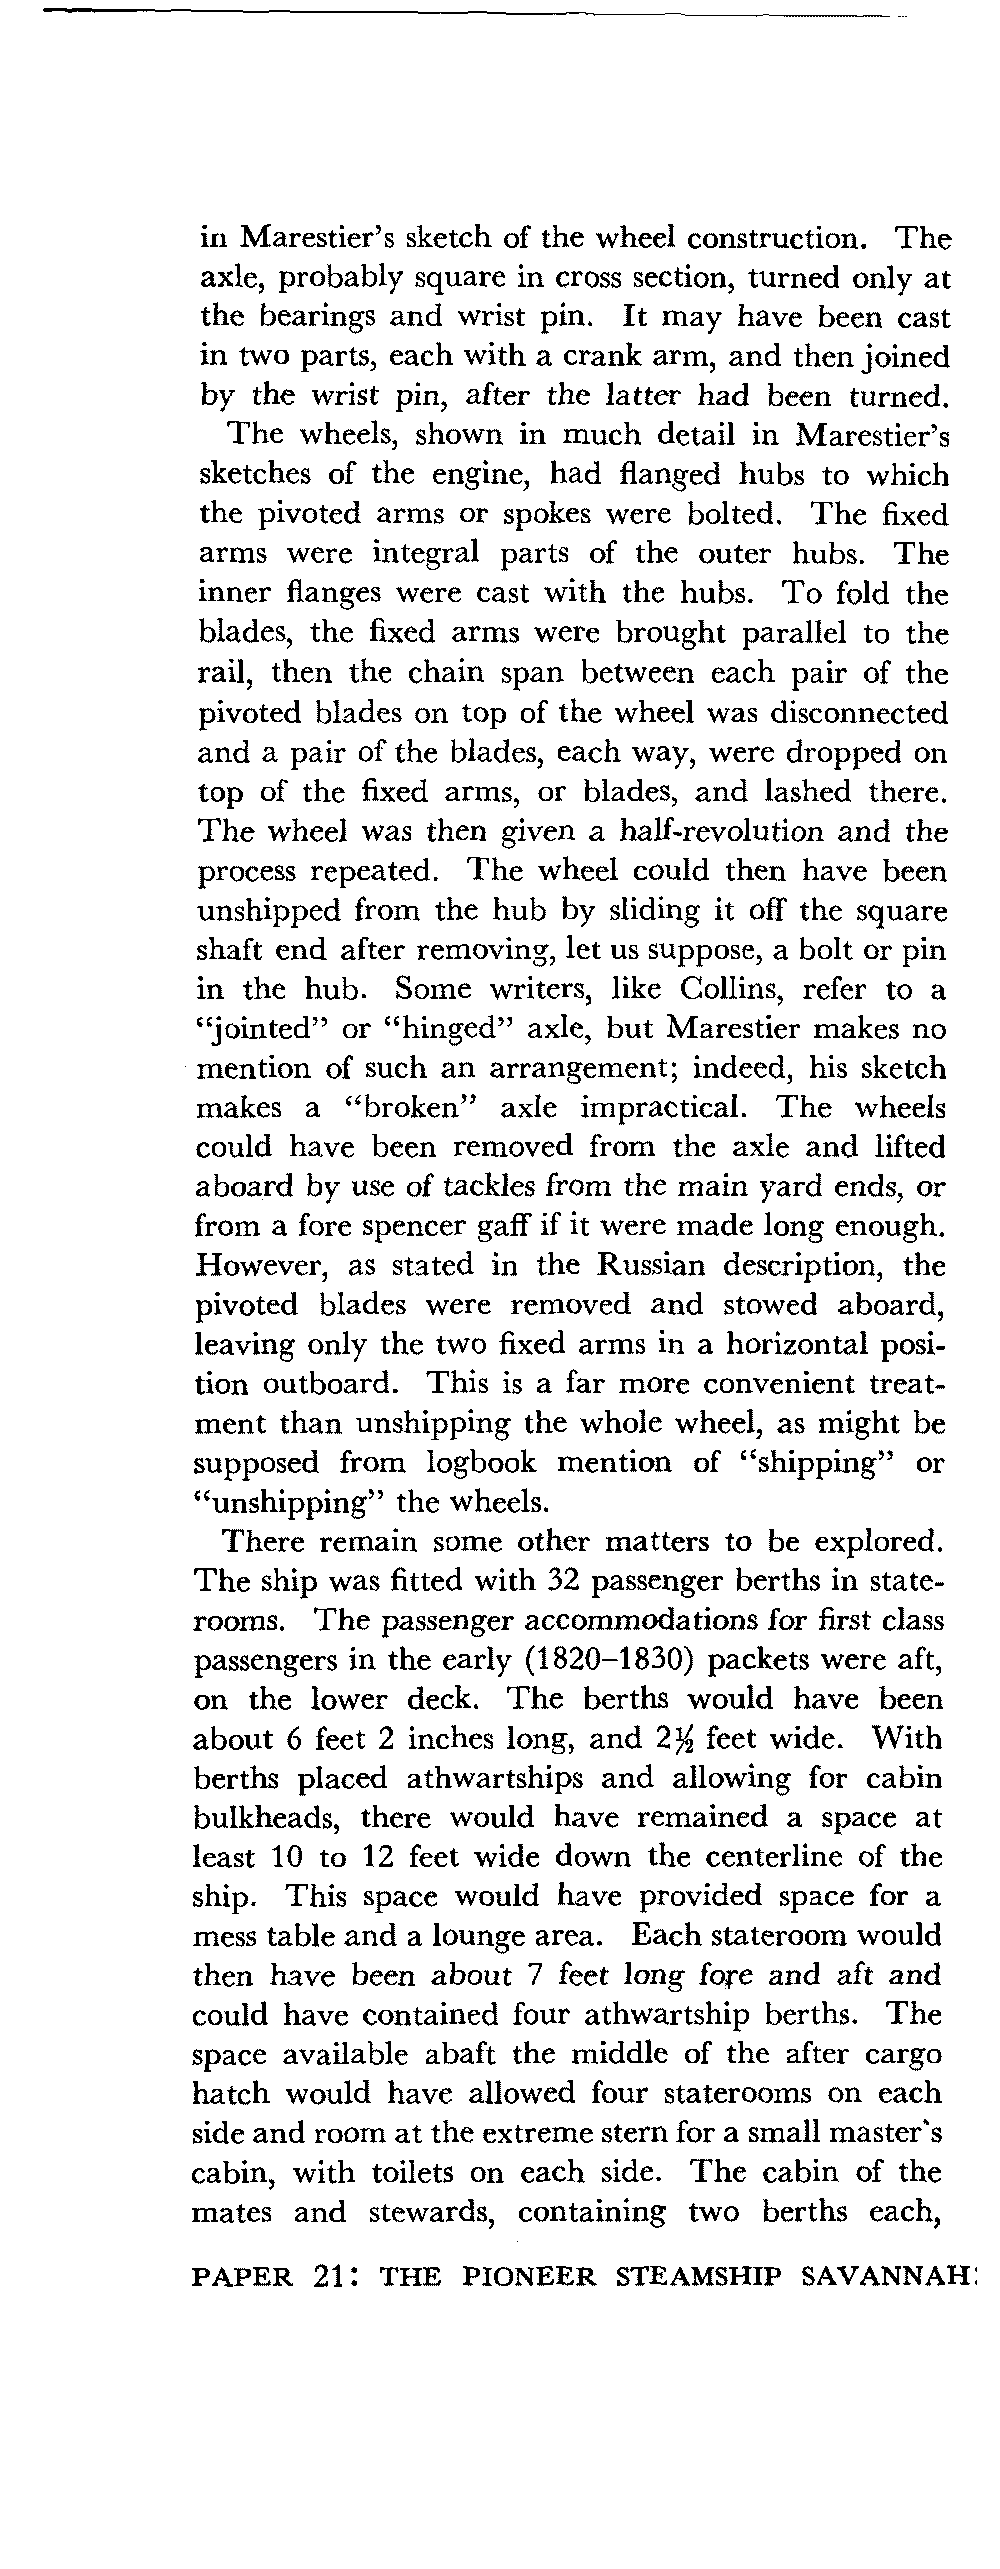 in Marestier's sketch of the wheel construction. The
axle, probably square in cross section, turned only at
the bearings and wrist pin. It may have been cast
in two parts, each with a crank arm, and then joined
by the wrist pin, after the latter had been turned.
The wheels, shown in much detail in Marestier's
sketches of the engine, had flanged hubs to which
the pivoted arms or spokes were bolted. The fixed
arms were integral parts of the outer hubs. The
inner flanges were cast with the hubs. To fold the
blades, the fixed arms were brought parallel to the
rail, then the chain span between each pair of the
pivoted blades on top of the wheel was disconnected
and a pair of the blades, each way, were dropped on
top of the fixed arms, or blades, and lashed there.
The wheel was then given a half-revolution and the
process repeated. The wheel could then have been
unshipped from the hub by sliding it off the square
shaft end after removing, let us suppose, a bolt or pin
in the hub. Some writers, like Collins, refer to a
“jointed” or “hinged” axle, but Marestier makes no
mention of such an arrangement; indeed, his sketch
makes a “broken” axle impractical. The wheels
could have been removed from the axle and lifted
aboard by use of tackles from the main yard ends, or
from a fore spencer gaff if it were made long enough.
However, as stated in the Russian description, the
pivoted blades were removed and stowed aboard,
leaving only the two fixed arms in a horizontal posi-
tion outboard. This is a far more convenient treat-
ment than unshipping the whole wheel, as might be
supposed from logbook mention of “shipping” or
“unshipping” the wheels.
There remain some other matters to be explored.
The ship was fitted with 32 passenger berths in state-
rooms. The passenger accommodations for first class
passengers in the early (1820–1830) packets were aft,
on the lower deck. The berths would have been
about 6 feet 2 inches long, and 2½ feet wide. With
berths placed athwartships and allowing for cabin
bulkheads, there would have remained a space at
least 10 to 12 feet wide down the centerline of the
ship. This space would have provided space for a
mess table and a lounge area. Each stateroom would
then have been about 7 feet long fore and aft and
could have contained four athwartship berths. The
space available abaft the middle of the after cargo
hatch would have allowed four staterooms on each
side and room at the extreme stern for a small master's
cabin, with toilets on each side. The cabin of the
mates and stewards, containing two berths each,
PAPER 21: THE PIONEER STEAMSHIP SAVANNAH: